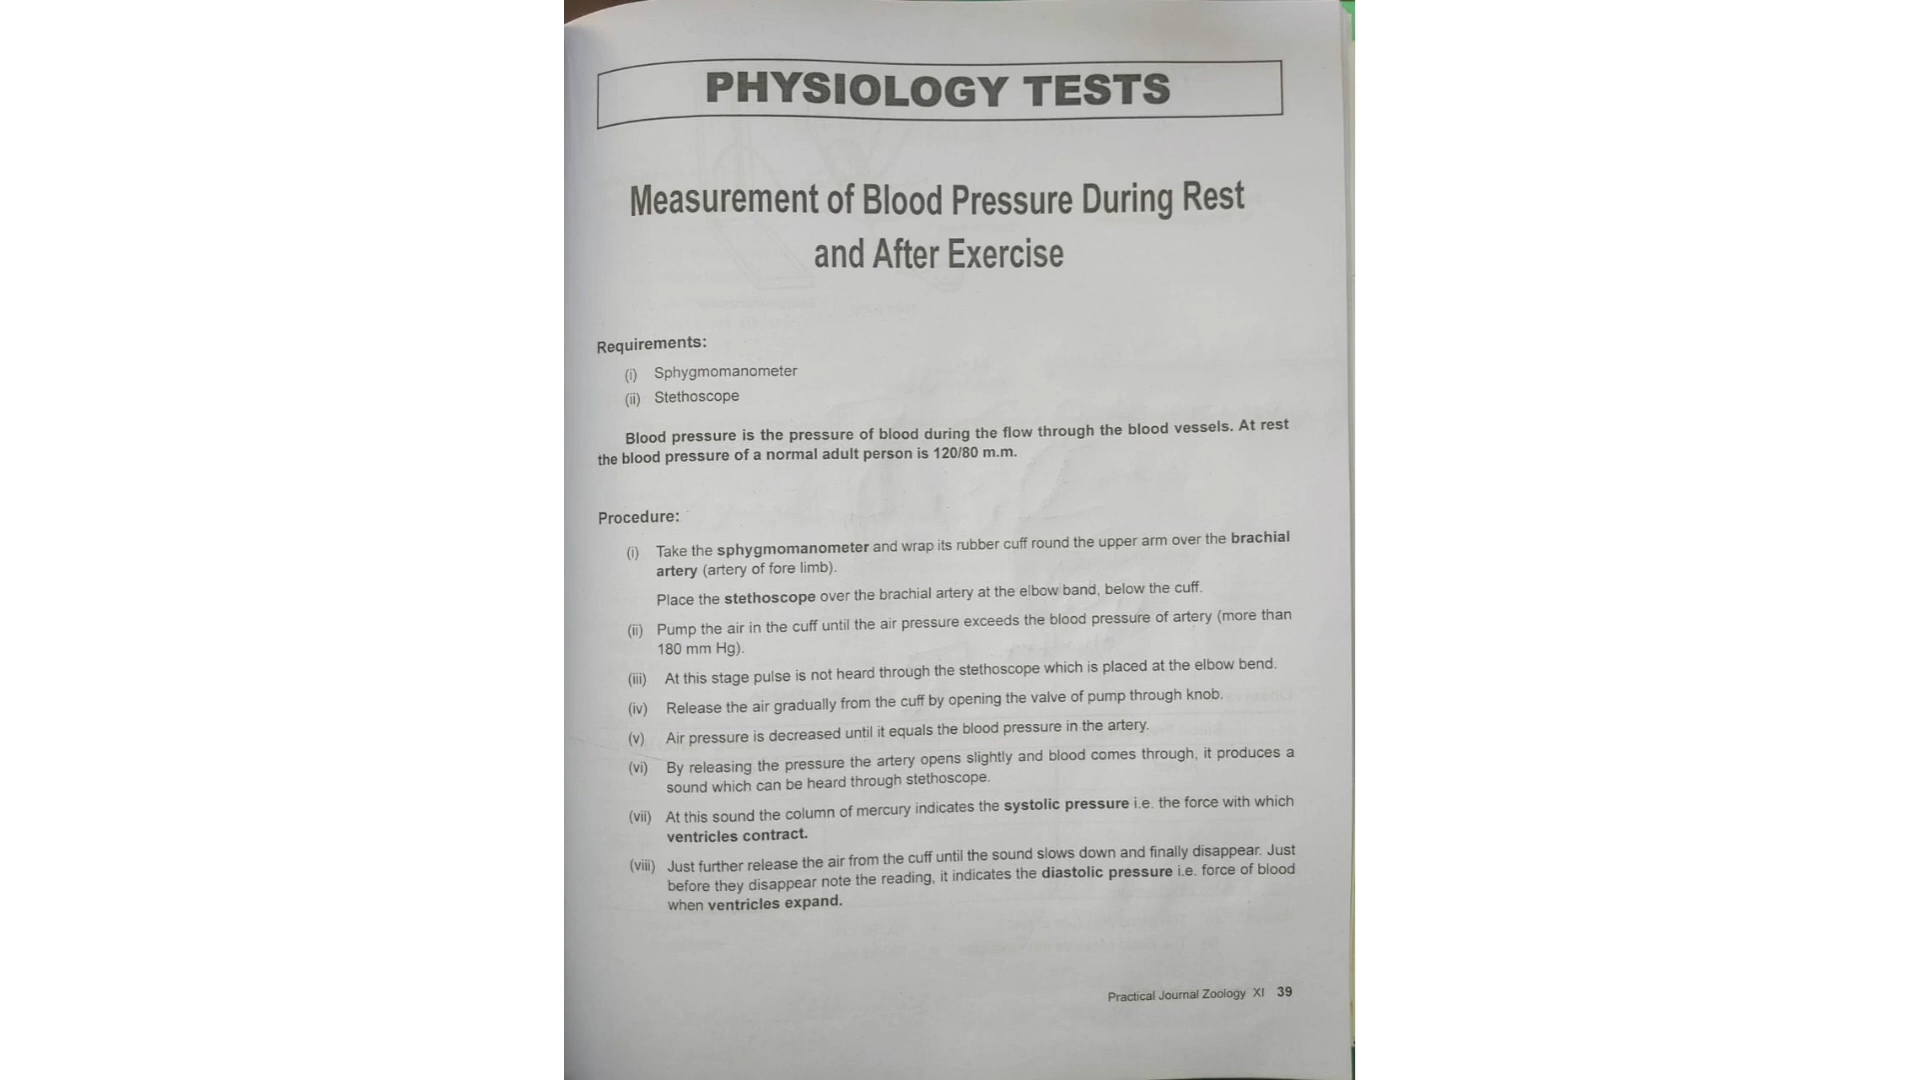 PHYSIOLOGY TESTS
Measurement of Blood Pressure During Rest
and After Exercise
Requirements:
(i) Sphygmomanometer
(ii) Stethoscope
Blood pressure is the pressure of blood during the flow through the blood vessels. At rest
the blood pressure of a normal adult person is 120/80 m.m.
Procedure:
(i) Take the sphygmomanometer and wrap its rubber cuff round the upper arm over the brachial
artery (artery of fore limb).
Place the stethoscope over the brachial artery at the elbow band, below the cuff.
(ii) Pump the air in the cuff until the air pressure exceeds the blood pressure of artery (more than
180 mm Hg).
(iii) At this stage pulse is not heard through the stethoscope which is placed at the elbow bend.
(iv) Release the air gradually from the cuff by opening the valve of pump through knob.
(v) Air pressure is decreased until it equals the blood pressure in the artery.
(vi) By releasing the pressure the artery opens slightly and blood comes through, it produces a
sound which can be heard through stethoscope.
(vii) At this sound the column of mercury indicates the systolic pressure i.e. the force with which
ventricles contract.
(viii) Just further release the air from the cuff until the sound slows down and finally disappear. Just
before they disappear note the reading, it indicates the diastolic pressure i.e. force of blood
when ventricles expand.
Practical Journal Zoology XI 39